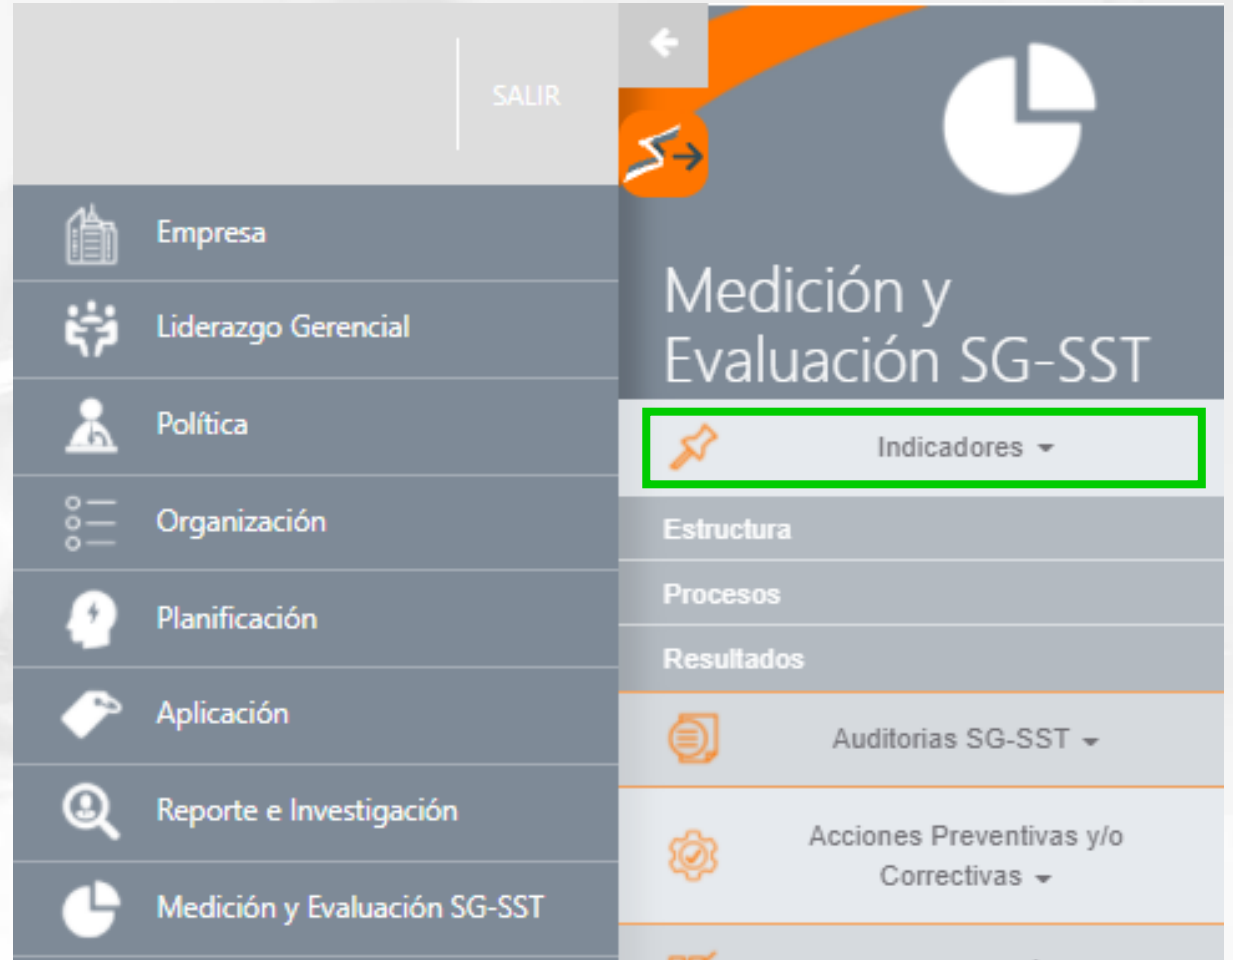 SALIR
Empresa
Liderazgo Gerencial
Política
Organización
Planificación
Aplicación
Reporte e Investigación
Medición y Evaluación SG-SST
Medición y
Evaluación SG-SST
Indicadores
Estructura
Procesos
Resultados
Auditorias SG-SST
Acciones Preventivas y/o
Correctivas